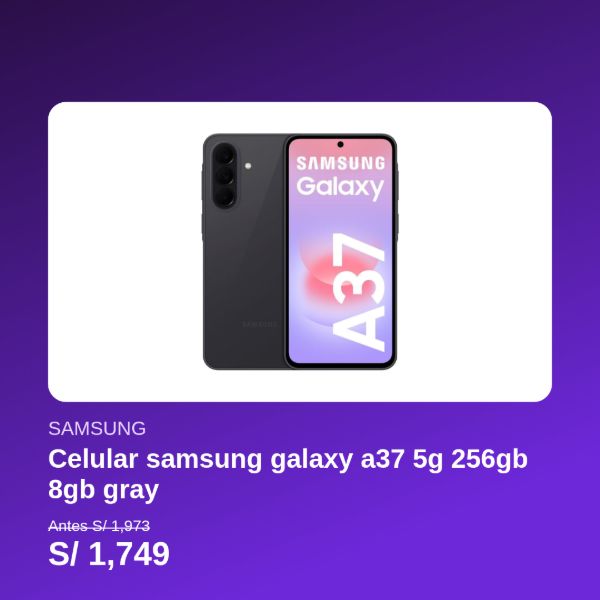 SAMSUNG
Galaxy
A37
SAMSUNG
SAMSUNG
Celular samsung galaxy a37 5g 256gb
8gb gray
Antes S/ 1,973
S/ 1,749